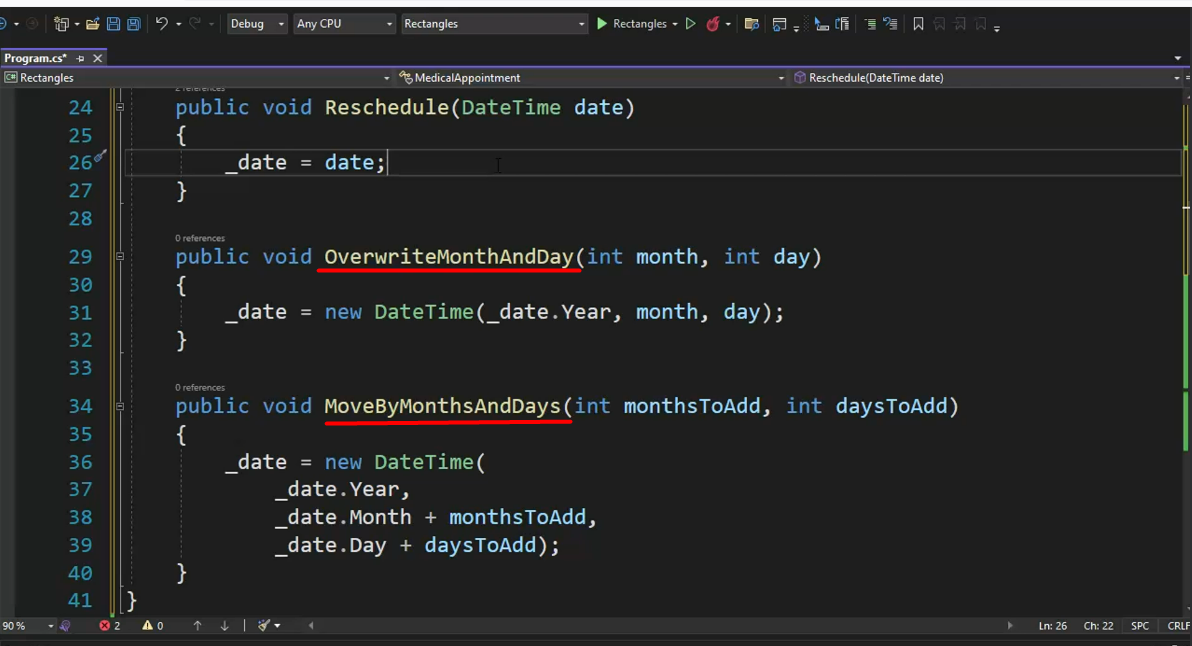 Debug Any CPU Rectangles Rectangles
Program.cs*
Rectangles MedicalAppointment Reschedule(DateTime date)
2 references
24 public void Reschedule(DateTime date)
25 {
26 _date = date;
27 }
28
0 references
29 public void OverwriteMonthAndDay(int month, int day)
30 {
31 _date = new DateTime(_date.Year, month, day);
32 }
33
0 references
34 public void MoveByMonthsAndDays(int monthsToAdd, int daysToAdd)
35 {
36 _date = new DateTime(
37 _date.Year,
38 _date.Month + monthsToAdd,
39 _date.Day + daysToAdd);
40 }
41 }
90 % 2 0 Ln: 26 Ch: 22 SPC CRLF